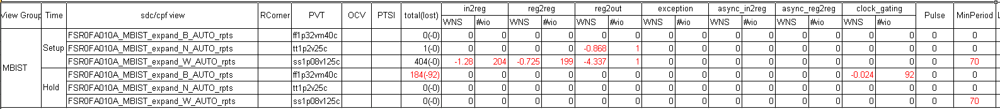 View Group Time sdc/cpf view RCorner PVT OCV PTSI total(lost) in2reg reg2reg reg2out exception async_in2reg async_reg2reg clock_gating Pulse MinPeriod
WNS #vio WNS #vio WNS #vio WNS #vio WNS #vio WNS #vio WNS #vio
MBIST
Setup
FSR0FA010A_MBIST_expand_B_AUTO_rpts ff1p32vm40c 0(-0) 0 0 0 0 0 0 0 0 0 0 0 0 0 0 0 0
FSR0FA010A_MBIST_expand_N_AUTO_rpts tt1p2v25c 1(-0) 0 0 0 0 -0.868 1 0 0 0 0 0 0 0 0 0 0
FSR0FA010A_MBIST_expand_W_AUTO_rpts ss1p08v125c 404(-0) -1.28 204 -0.725 199 -4.337 1 0 0 0 0 0 0 0 0 0 70
Hold
FSR0FA010A_MBIST_expand_B_AUTO_rpts ff1p32vm40c 184(-92) 0 0 0 0 0 0 0 0 0 0 0 0 -0.024 92 0 0
FSR0FA010A_MBIST_expand_N_AUTO_rpts tt1p2v25c 0(-0) 0 0 0 0 0 0 0 0 0 0 0 0 0 0 0 0
FSR0FA010A_MBIST_expand_W_AUTO_rpts ss1p08v125c 0(-0) 0 0 0 0 0 0 0 0 0 0 0 0 0 0 0 70